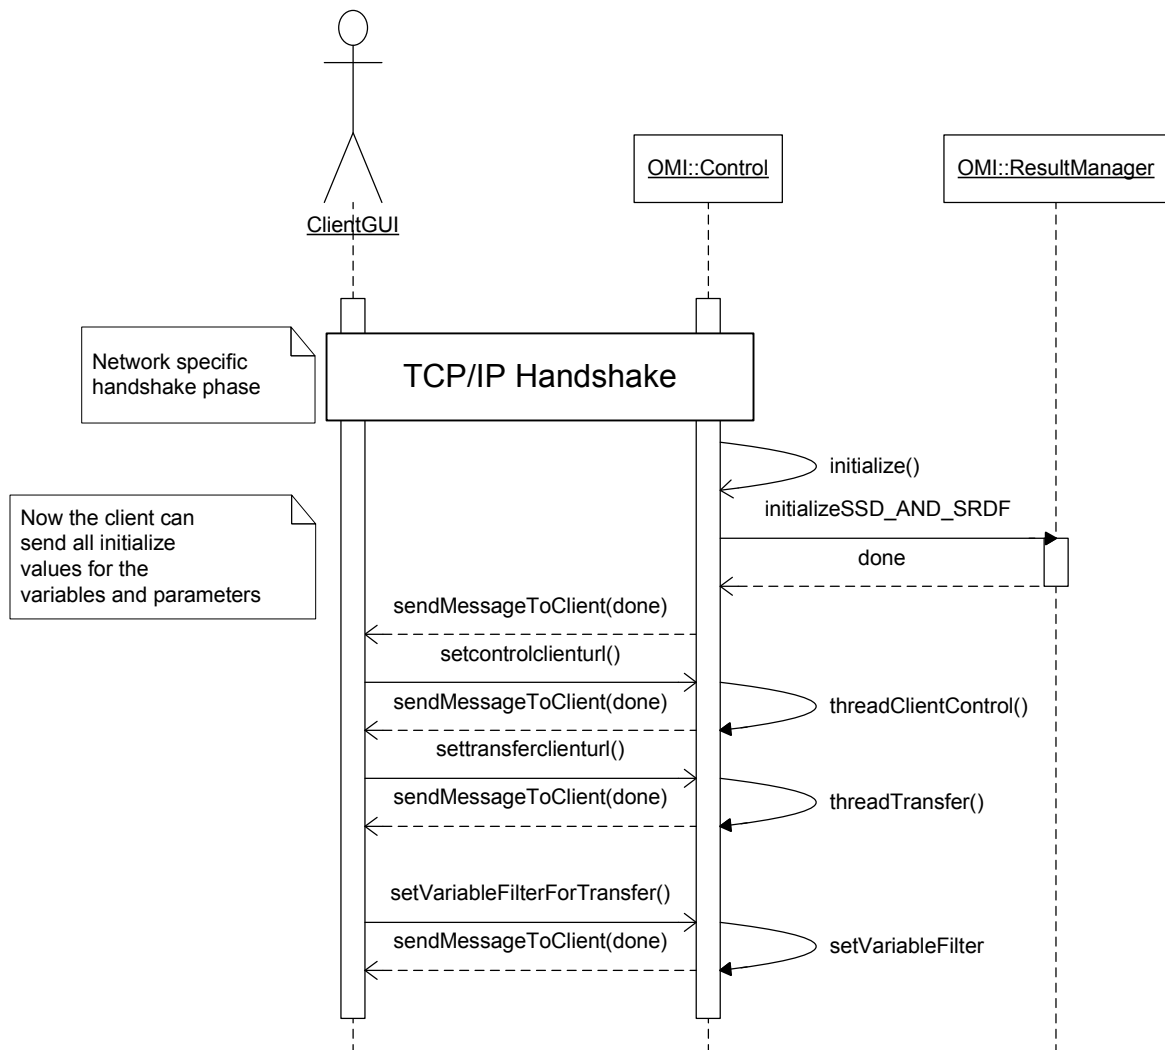 OMI::Control
OMI::ResultManager
ClientGUI
Network specific
handshake phase
TCP/IP Handshake
initialize()
initializeSSD_AND_SRDF
Now the client can
send all initialize
values for the
variables and parameters
done
sendMessageToClient(done)
setcontrolclienturl()
sendMessageToClient(done)
threadClientControl()
settransferclienturl()
sendMessageToClient(done)
threadTransfer()
setVariableFilterForTransfer()
sendMessageToClient(done)
setVariableFilter